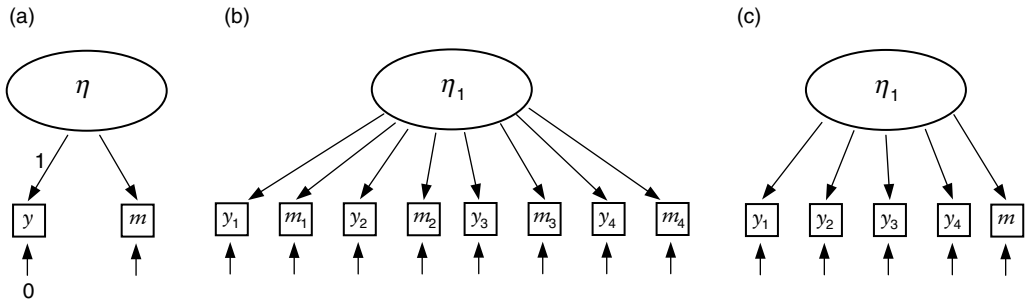 (a) (b) (c)
η η₁ η₁
1
y m y₁ m₁ y₂ m₂ y₃ m₃ y₄ m₄ y₁ y₂ y₃ y₄ m
0